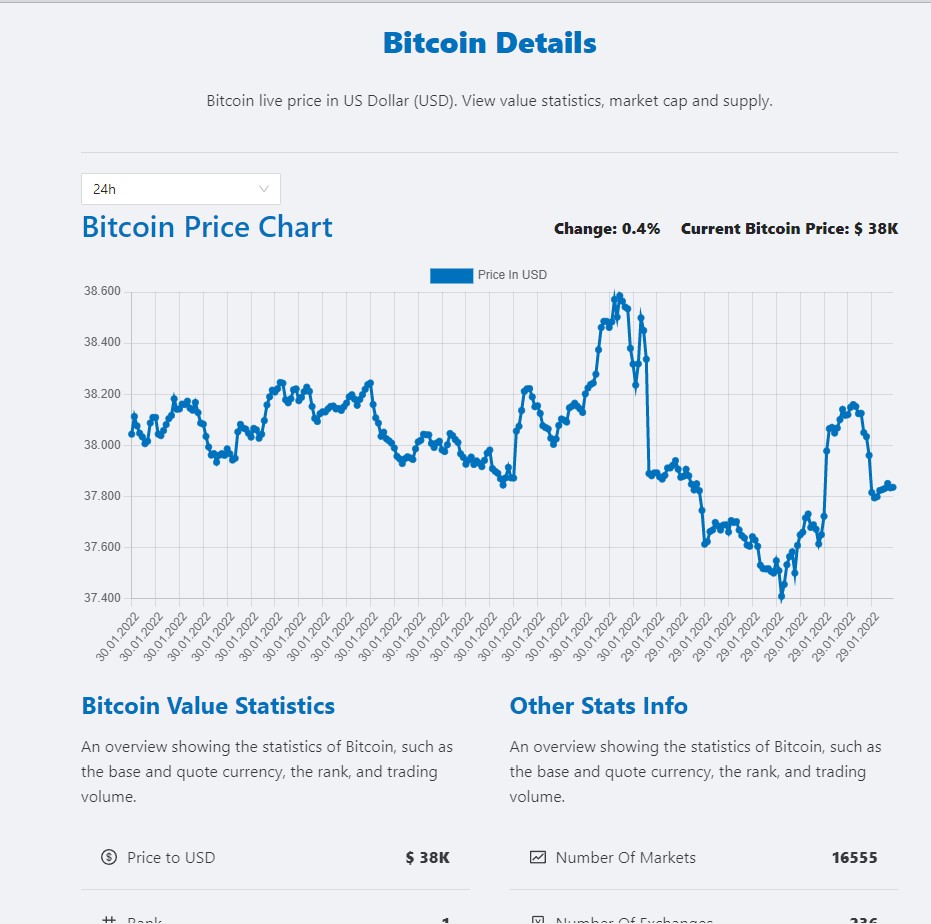 Bitcoin Details
Bitcoin live price in US Dollar (USD). View value statistics, market cap and supply.
24h
Bitcoin Price Chart
Change: 0.4% Current Bitcoin Price: $ 38K
Price In USD
38.600
38.400
38.200
38.000
37.800
37.600
37.400
30.01.2022 30.01.2022 30.01.2022 30.01.2022 30.01.2022 30.01.2022 30.01.2022 30.01.2022 30.01.2022 30.01.2022 30.01.2022 30.01.2022 30.01.2022 30.01.2022 30.01.2022 30.01.2022 30.01.2022 30.01.2022 30.01.2022 30.01.2022 30.01.2022 30.01.2022 29.01.2022 29.01.2022 29.01.2022 29.01.2022 29.01.2022 29.01.2022 29.01.2022 29.01.2022 29.01.2022 29.01.2022
Bitcoin Value Statistics
An overview showing the statistics of Bitcoin, such as
the base and quote currency, the rank, and trading
volume.
Price to USD $ 38K
Rank 1
Other Stats Info
An overview showing the statistics of Bitcoin, such as
the base and quote currency, the rank, and trading
volume.
Number Of Markets 16555
Number Of Exchanges 236